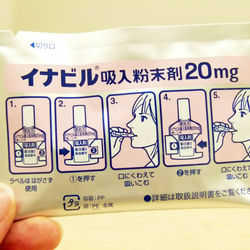 ◀切り口
イナビル®吸入粉末剤20mg
1. 2. 3. 4. 5.
ラベルははがさず使用
①を押す
口にくわえて吸いこむ
②を押す
口にくわえて吸いこむ
プラ 容器:PP
袋:PE 金属
●詳細は取扱説明書をご覧くださ